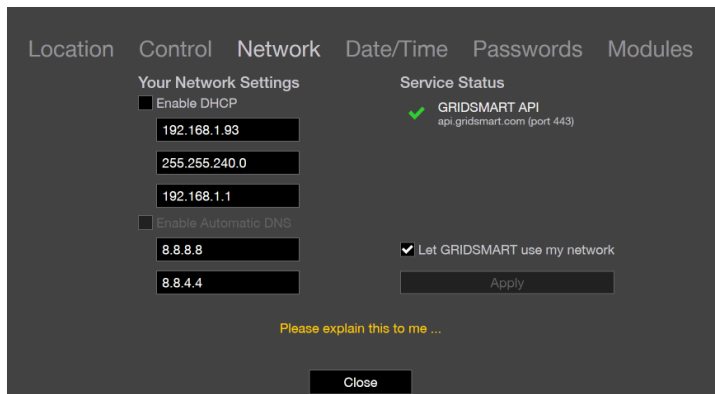 Location Control Network Date/Time Passwords Modules
Your Network Settings
Enable DHCP
192.168.1.93
255.255.240.0
192.168.1.1
Enable Automatic DNS
8.8.8.8
8.8.4.4
Service Status
GRIDSMART API
api.gridsmart.com (port 443)
Let GRIDSMART use my network
Apply
Please explain this to me ...
Close